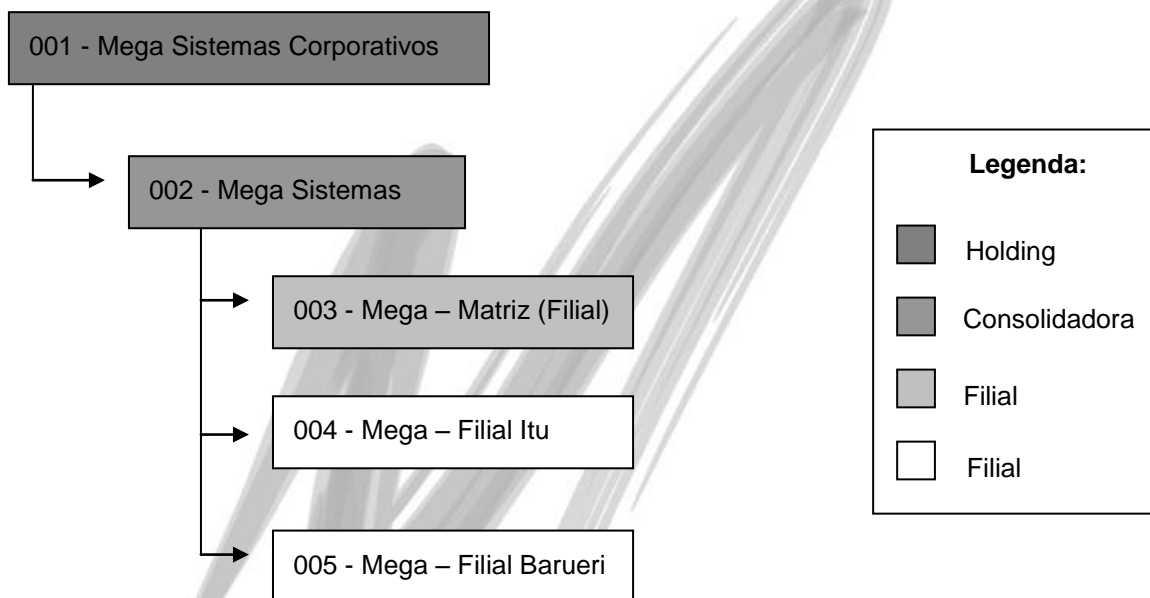 001 - Mega Sistemas Corporativos
002 - Mega Sistemas
003 - Mega – Matriz (Filial)
004 - Mega – Filial Itu
005 - Mega – Filial Barueri
Legenda:
Holding
Consolidadora
Filial
Filial